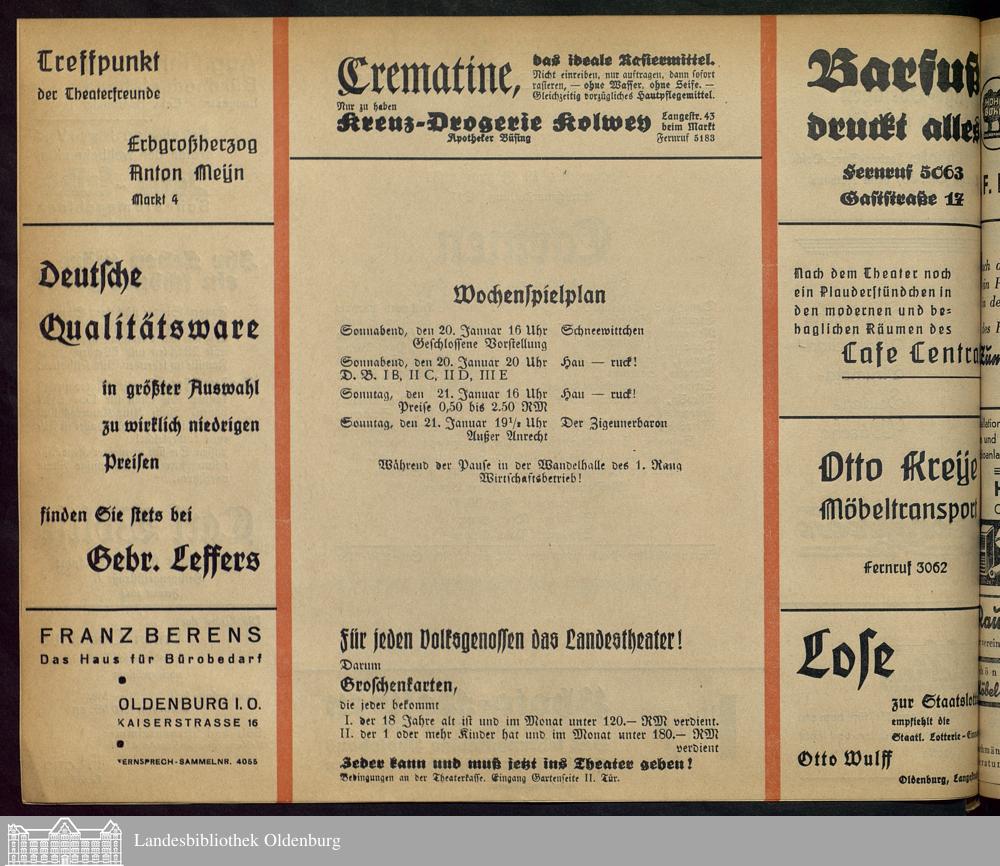 Treffpunkt
der Theaterfreunde
Erbgroßherzog
Anton Meijn
Markt 4
Deutsche
Qualitätsware
in größter Auswahl
zu wirklich niedrigen
Preisen
finden Sie stets bei
Gebr. Leffers
FRANZ BERENS
Das Haus für Bürobedarf
OLDENBURG I. O.
KAISERSTRASSE 16
FERNSPRECH-SAMMELNR. 4055
Crematine,
das ideale Rasiermittel.
Nicht einreiben, nur auftragen, dann sofort
rasieren, — ohne Wasser, ohne Seife. —
Gleichzeitig vorzügliches Hautpflegemittel.
Nur zu haben
Kreuz-Drogerie Kolwey
Apotheker Büsing
Langestr. 43
beim Markt
Fernruf 5183
Wochenspielplan
Sonnabend, den 20. Januar 16 Uhr Schneewittchen
Geschlossene Vorstellung
Sonnabend, den 20. Januar 20 Uhr Hau — ruck!
D. B. I B, II C, II D, III E
Sonntag, den 21. Januar 16 Uhr Hau — ruck!
Preise 0,50 bis 2.50 RM
Sonntag, den 21. Januar 19½ Uhr Der Zigeunerbaron
Außer Anrecht
Während der Pause in der Wandelhalle des 1. Rang
Wirtschaftsbetrieb!
Für jeden Volksgenossen das Landestheater!
Darum
Groschenkarten,
die jeder bekommt
I. der 18 Jahre alt ist und im Monat unter 120.— RM verdient.
II. der 1 oder mehr Kinder hat und im Monat unter 180.— RM
verdient
Jeder kann und muß jetzt ins Theater gehen!
Bedingungen an der Theaterkasse. Eingang Gartenseite II. Tür.
Barfuß
druckt alles
Fernruf 5063
Gaststraße 17
Nach dem Theater noch
ein Plauderstündchen in
den modernen und be-
haglichen Räumen des
Cafe Centra
Otto Kreije
Möbeltransport
Fernruf 3062
Lose
zur Staatslott
empfiehlt die
Staatl. Lotterie-Einn
Otto Wulff
Oldenburg, Lange
Landesbibliothek Oldenburg